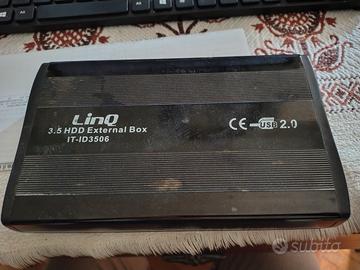 LinQ
3.5 HDD External Box
IT-ID3506
CE USB 2.0
subito